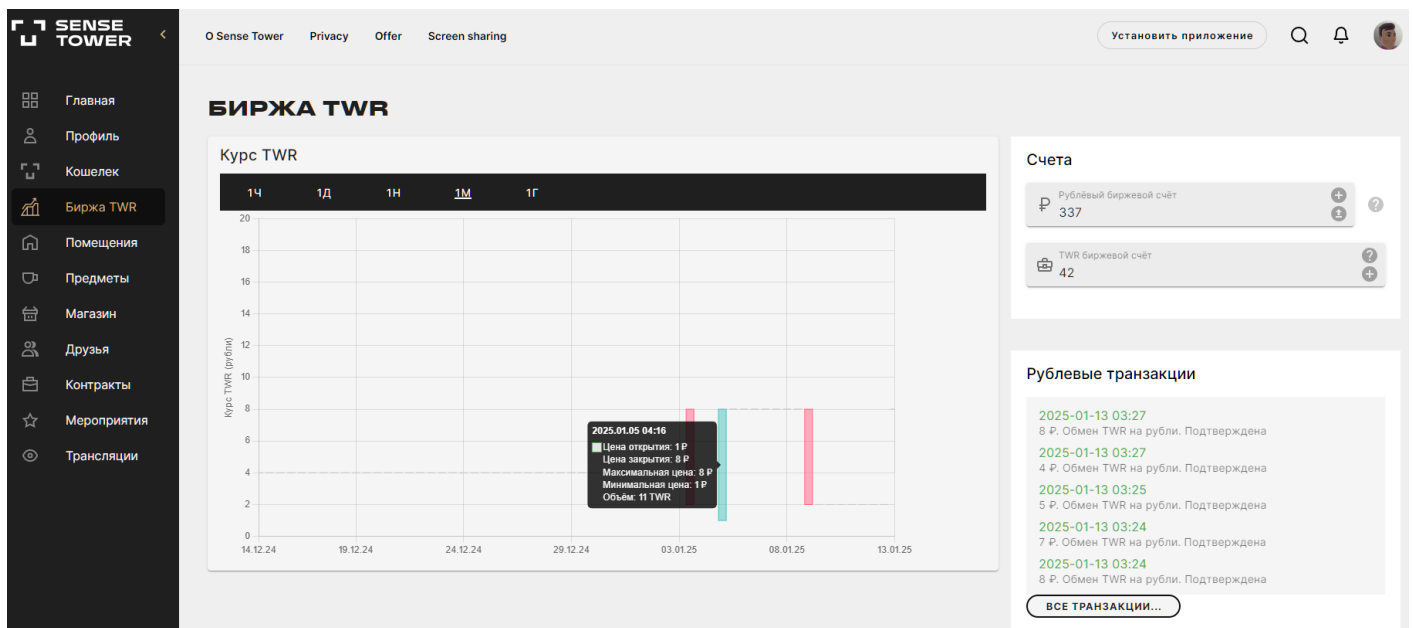 SENSE
TOWER
О Sense Tower
Privacy
Offer
Screen sharing
Установить приложение
Главная
Профиль
Кошелек
Биржа TWR
Помещения
Предметы
Магазин
Друзья
Контракты
Мероприятия
Трансляции
БИРЖА TWR
Курс TWR
1Ч
1Д
1Н
1М
1Г
Курс TWR (рубли)
20
18
16
14
12
10
8
6
4
2
0
14.12.24
19.12.24
24.12.24
29.12.24
03.01.25
08.01.25
13.01.25
2025.01.05 04:16
Цена открытия: 1 ₽
Цена закрытия: 8 ₽
Максимальная цена: 8 ₽
Минимальная цена: 1 ₽
Объём: 11 TWR
Счета
₽
Рублёвый биржевой счёт
337
?
TWR биржевой счёт
42
?
Рублевые транзакции
2025-01-13 03:27
8 ₽. Обмен TWR на рубли. Подтверждена
2025-01-13 03:27
4 ₽. Обмен TWR на рубли. Подтверждена
2025-01-13 03:25
5 ₽. Обмен TWR на рубли. Подтверждена
2025-01-13 03:24
7 ₽. Обмен TWR на рубли. Подтверждена
2025-01-13 03:24
8 ₽. Обмен TWR на рубли. Подтверждена
ВСЕ ТРАНЗАКЦИИ...